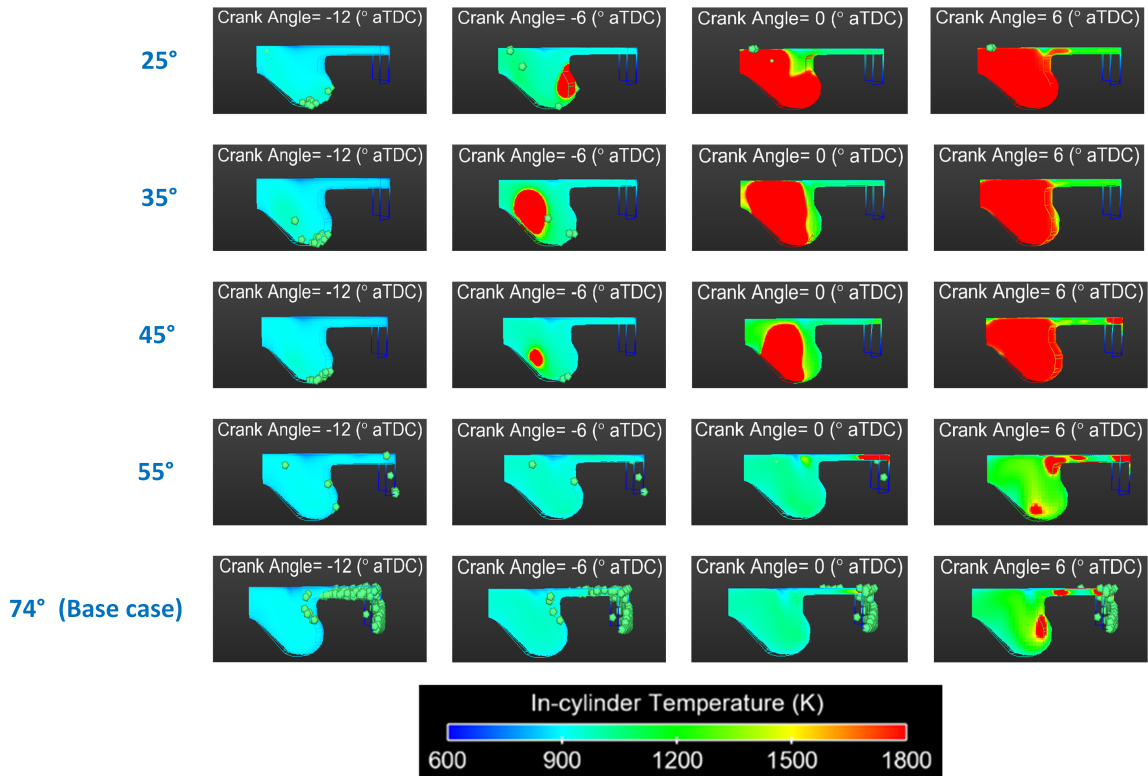 25°
Crank Angle= -12 (° aTDC)
Crank Angle= -6 (° aTDC)
Crank Angle= 0 (° aTDC)
Crank Angle= 6 (° aTDC)
35°
Crank Angle= -12 (° aTDC)
Crank Angle= -6 (° aTDC)
Crank Angle= 0 (° aTDC)
Crank Angle= 6 (° aTDC)
45°
Crank Angle= -12 (° aTDC)
Crank Angle= -6 (° aTDC)
Crank Angle= 0 (° aTDC)
Crank Angle= 6 (° aTDC)
55°
Crank Angle= -12 (° aTDC)
Crank Angle= -6 (° aTDC)
Crank Angle= 0 (° aTDC)
Crank Angle= 6 (° aTDC)
74° (Base case)
Crank Angle= -12 (° aTDC)
Crank Angle= -6 (° aTDC)
Crank Angle= 0 (° aTDC)
Crank Angle= 6 (° aTDC)
In-cylinder Temperature (K)
600 900 1200 1500 1800